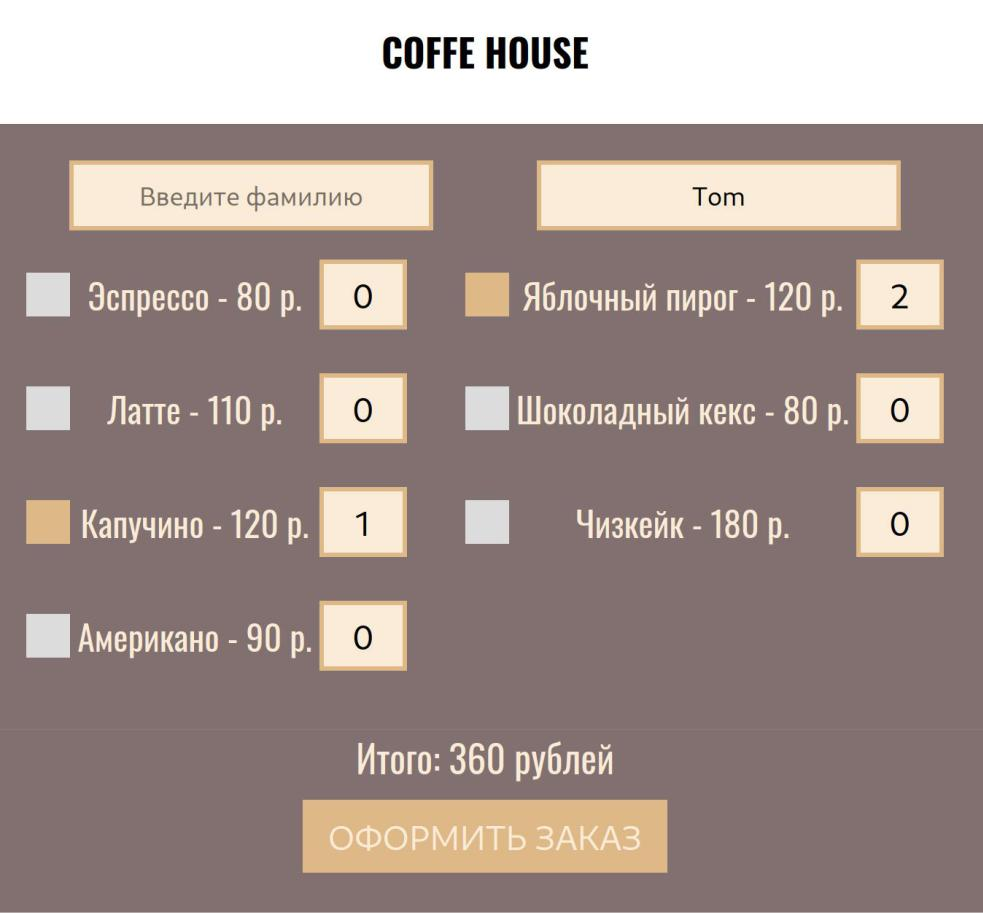 COFFE HOUSE
Введите фамилию
Tom
Эспрессо - 80 р. 0
Яблочный пирог - 120 р. 2
Латте - 110 р. 0
Шоколадный кекс - 80 р. 0
Капучино - 120 р. 1
Чизкейк - 180 р. 0
Американо - 90 р. 0
Итого: 360 рублей
ОФОРМИТЬ ЗАКАЗ